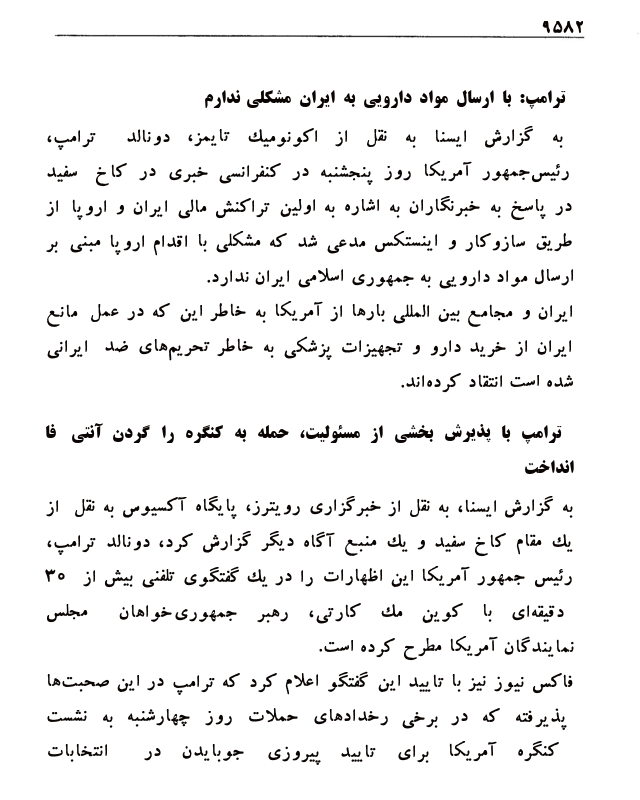 ۹۵۸۲
ترامپ: با ارسال مواد دارویی به ایران مشکلی ندارم
به گزارش ایسنا به نقل از اکونومیك تایمز، دونالد ترامپ،
رئیس‌جمهور آمریکا روز پنجشنبه در کنفرانسی خبری در کاخ سفید
در پاسخ به خبرنگاران به اشاره به اولین تراکنش مالی ایران و اروپا از
طریق سازوکار و اینستکس مدعی شد که مشکلی با اقدام اروپا مبنی بر
ارسال مواد دارویی به جمهوری اسلامی ایران ندارد.
ایران و مجامع بین المللی بارها از آمریکا به خاطر این که در عمل مانع
ایران از خرید دارو و تجهیزات پزشکی به خاطر تحریم‌های ضد ایرانی
شده است انتقاد کرده‌اند.
ترامپ با پذیرش بخشی از مسئولیت، حمله به کنگره را گردن آنتی فا
انداخت
به گزارش ایسنا، به نقل از خبرگزاری رویترز، پایگاه آکسیوس به نقل از
یك مقام کاخ سفید و یك منبع آگاه دیگر گزارش کرد، دونالد ترامپ،
رئیس جمهور آمریکا این اظهارات را در یك گفتگوی تلفنی بیش از ۳۰
دقیقه‌ای با کوین مك کارتی، رهبر جمهوری‌خواهان مجلس
نمایندگان آمریکا مطرح کرده است.
فاکس نیوز نیز با تایید این گفتگو اعلام کرد که ترامپ در این صحبت‌ها
پذیرفته که در برخی رخدادهای حملات روز چهارشنبه به نشست
کنگره آمریکا برای تایید پیروزی جوبایدن در انتخابات